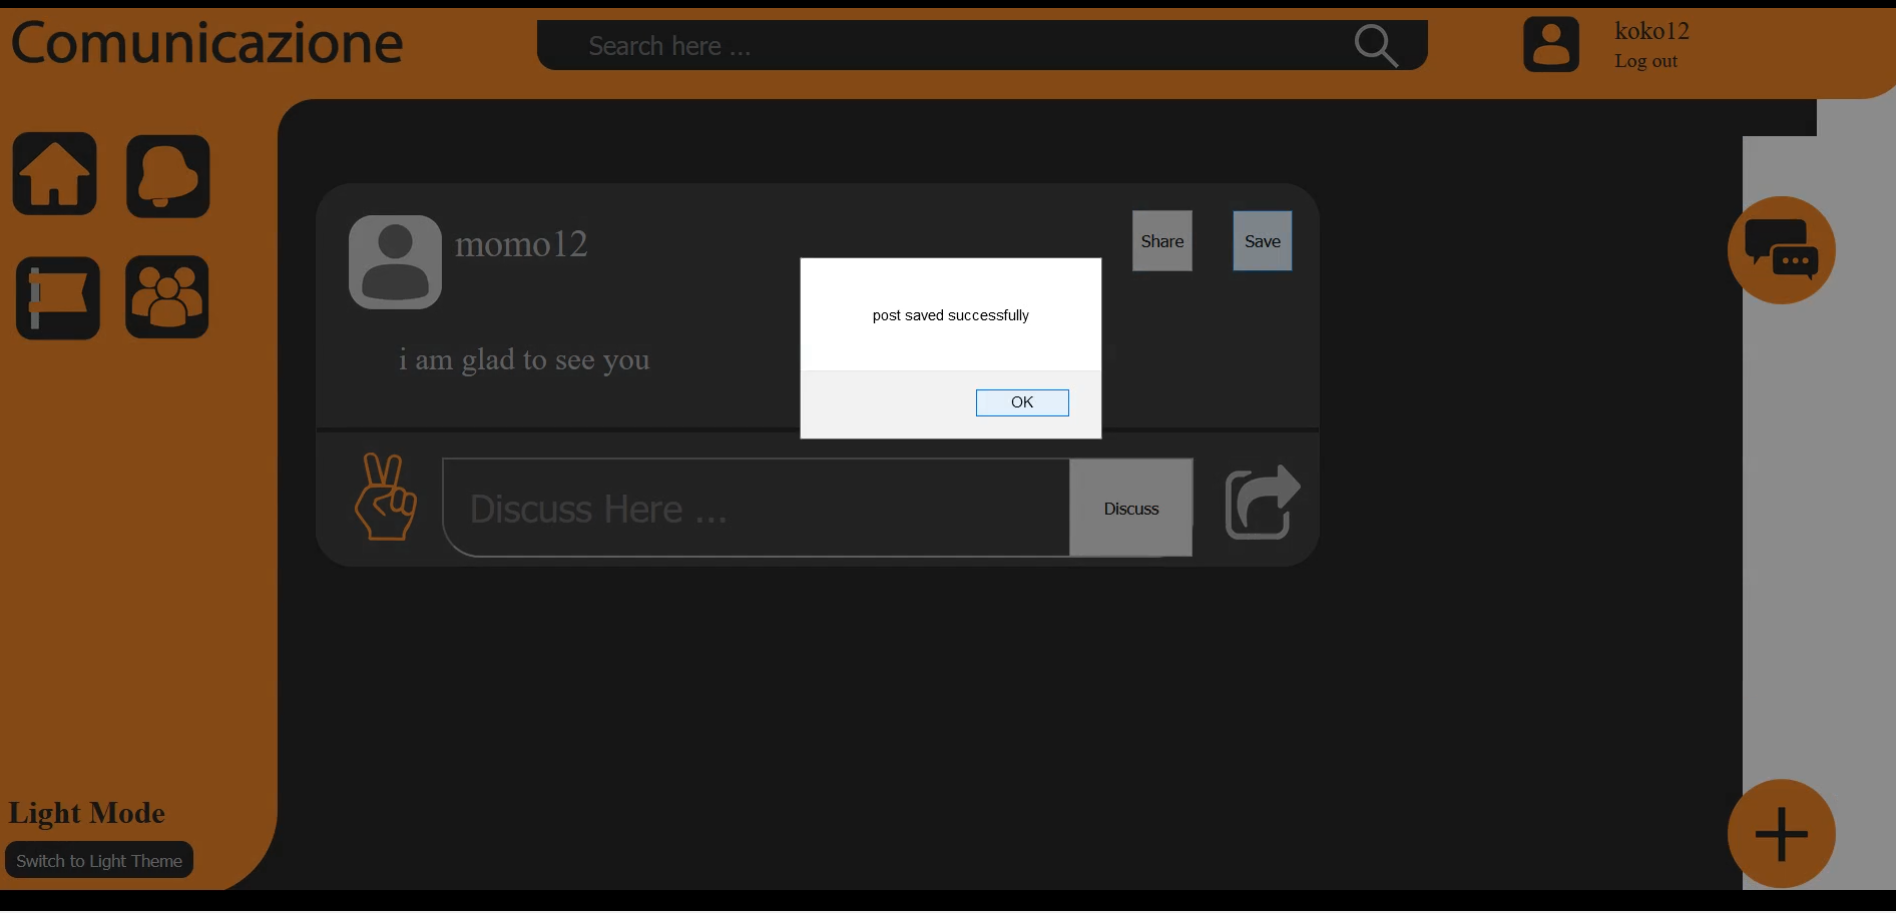 Comunicazione
Search here ...
koko12
Log out
momo12
Share
Save
post saved successfully
OK
i am glad to see you
Discuss Here ...
Discuss
Light Mode
Switch to Light Theme